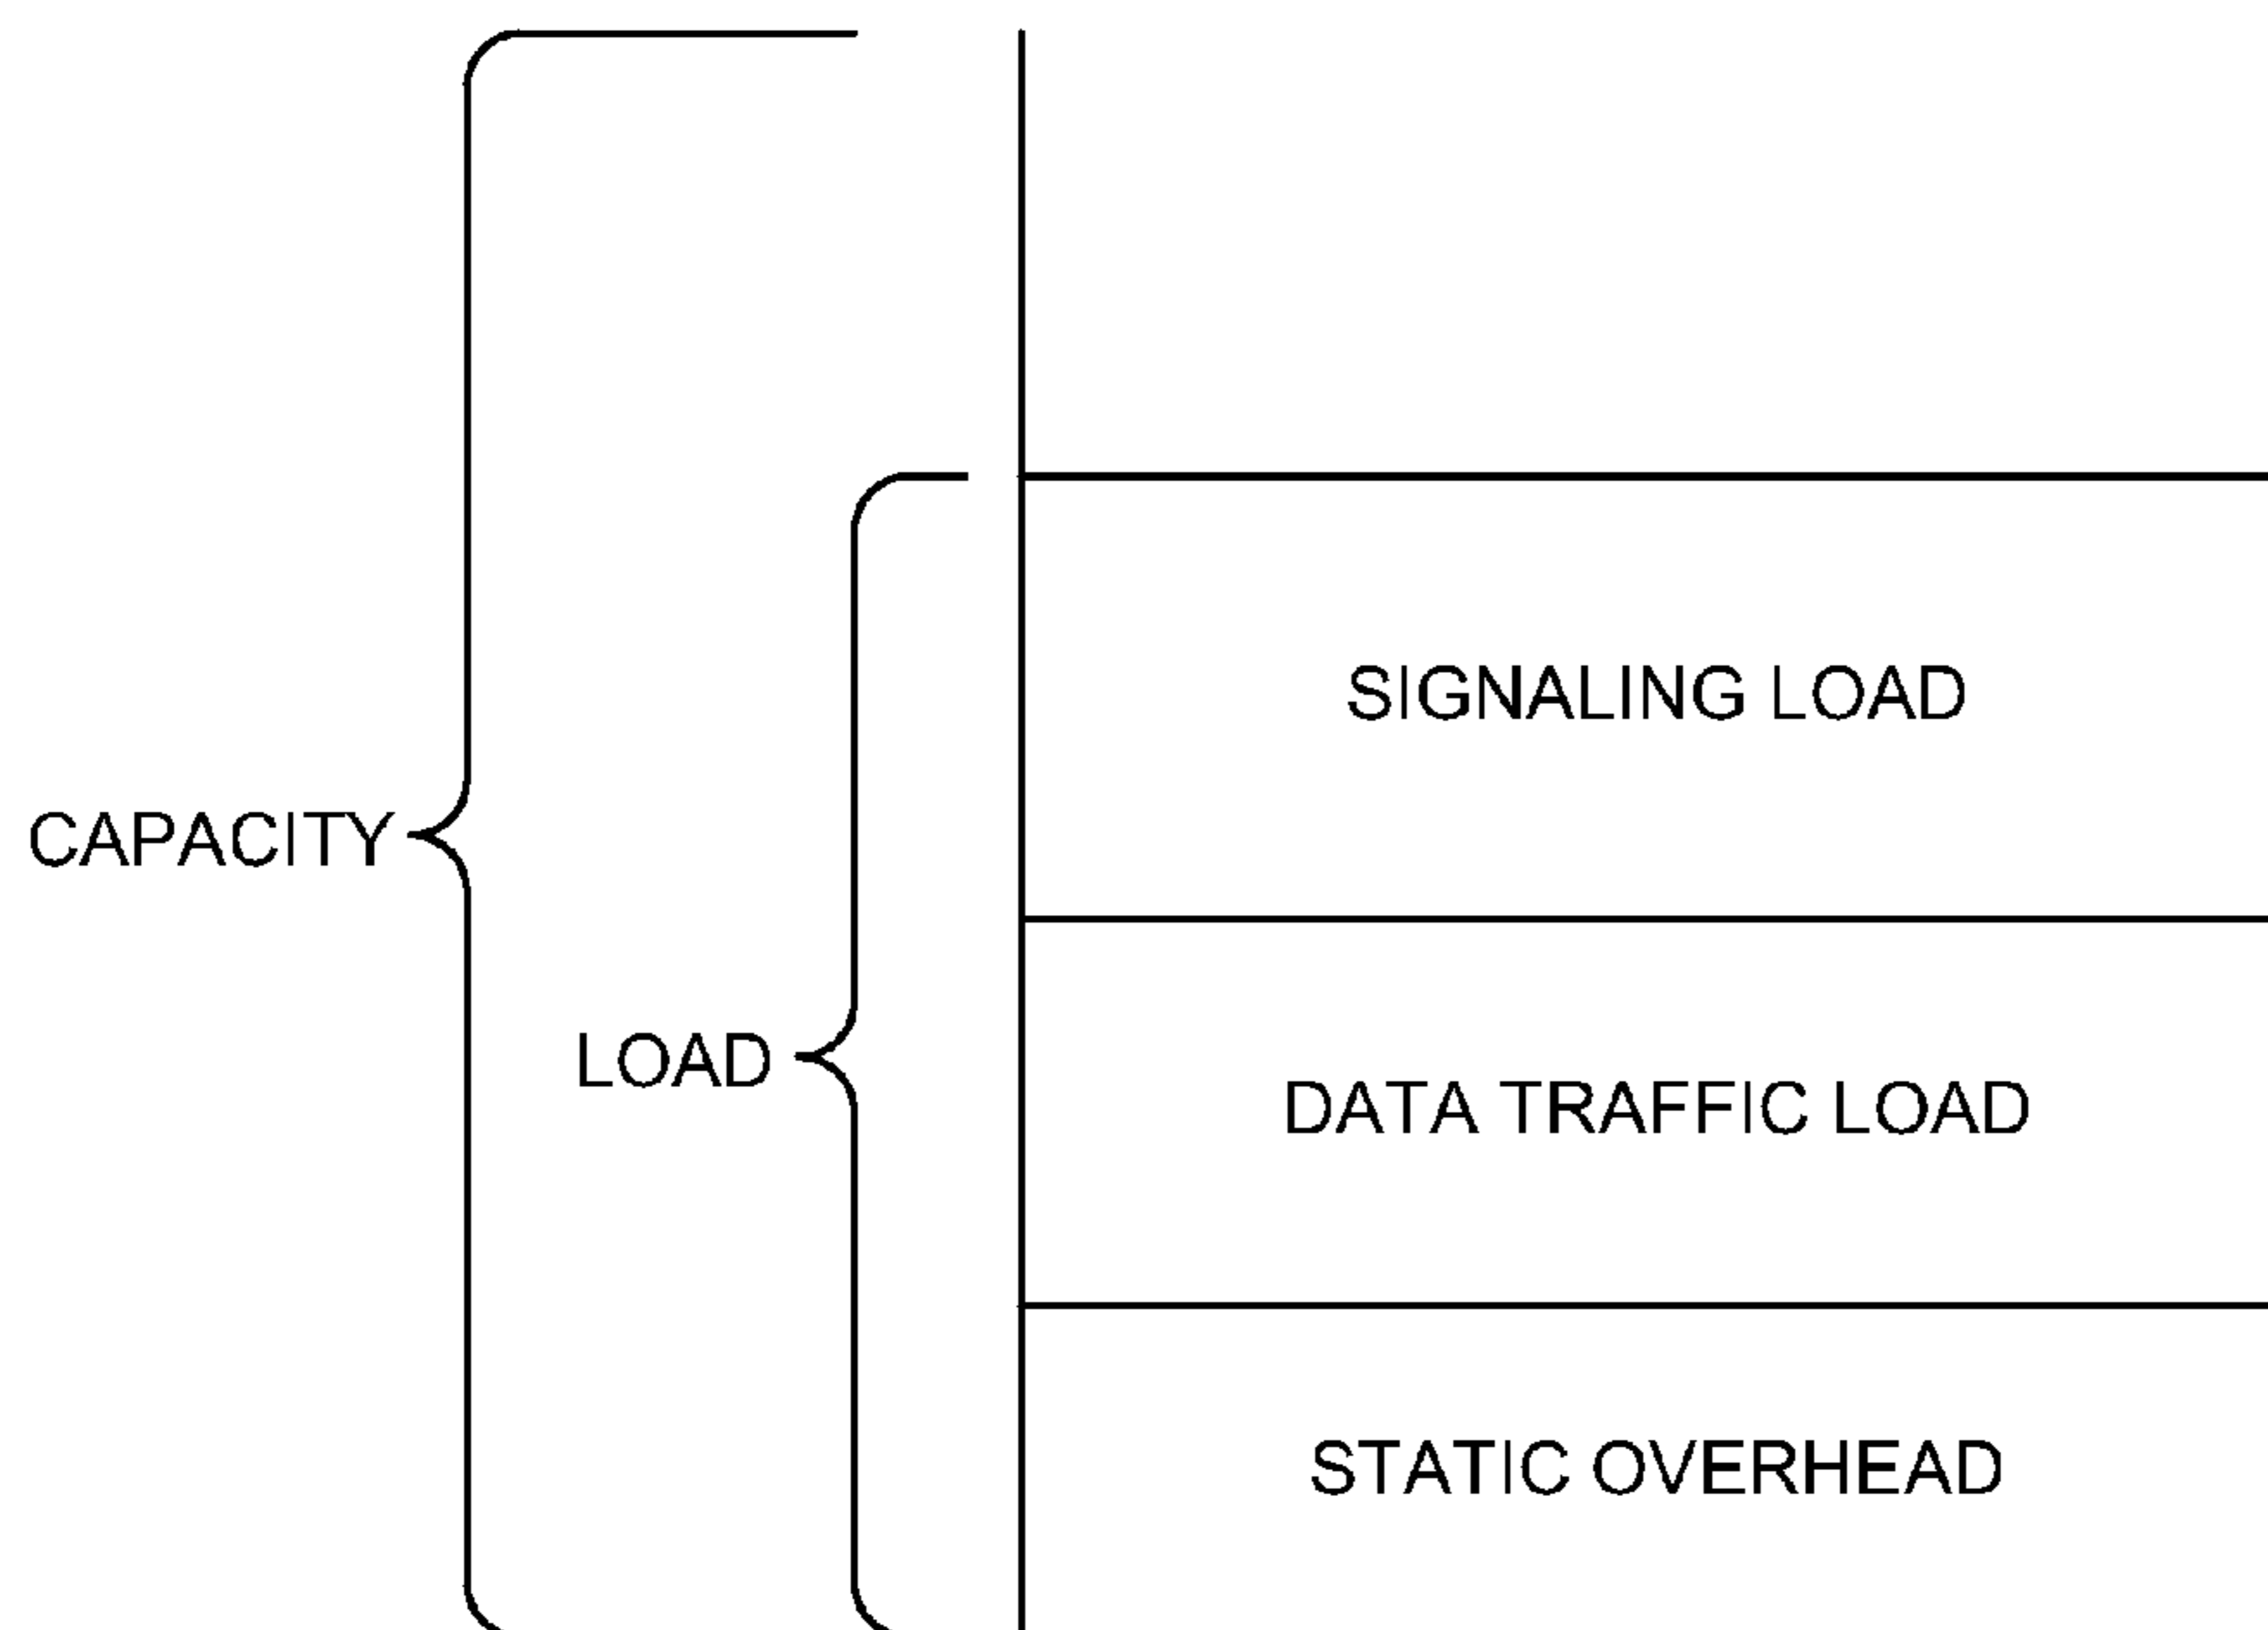 SIGNALING LOAD
CAPACITY
LOAD
DATA TRAFFIC LOAD
STATIC OVERHEAD